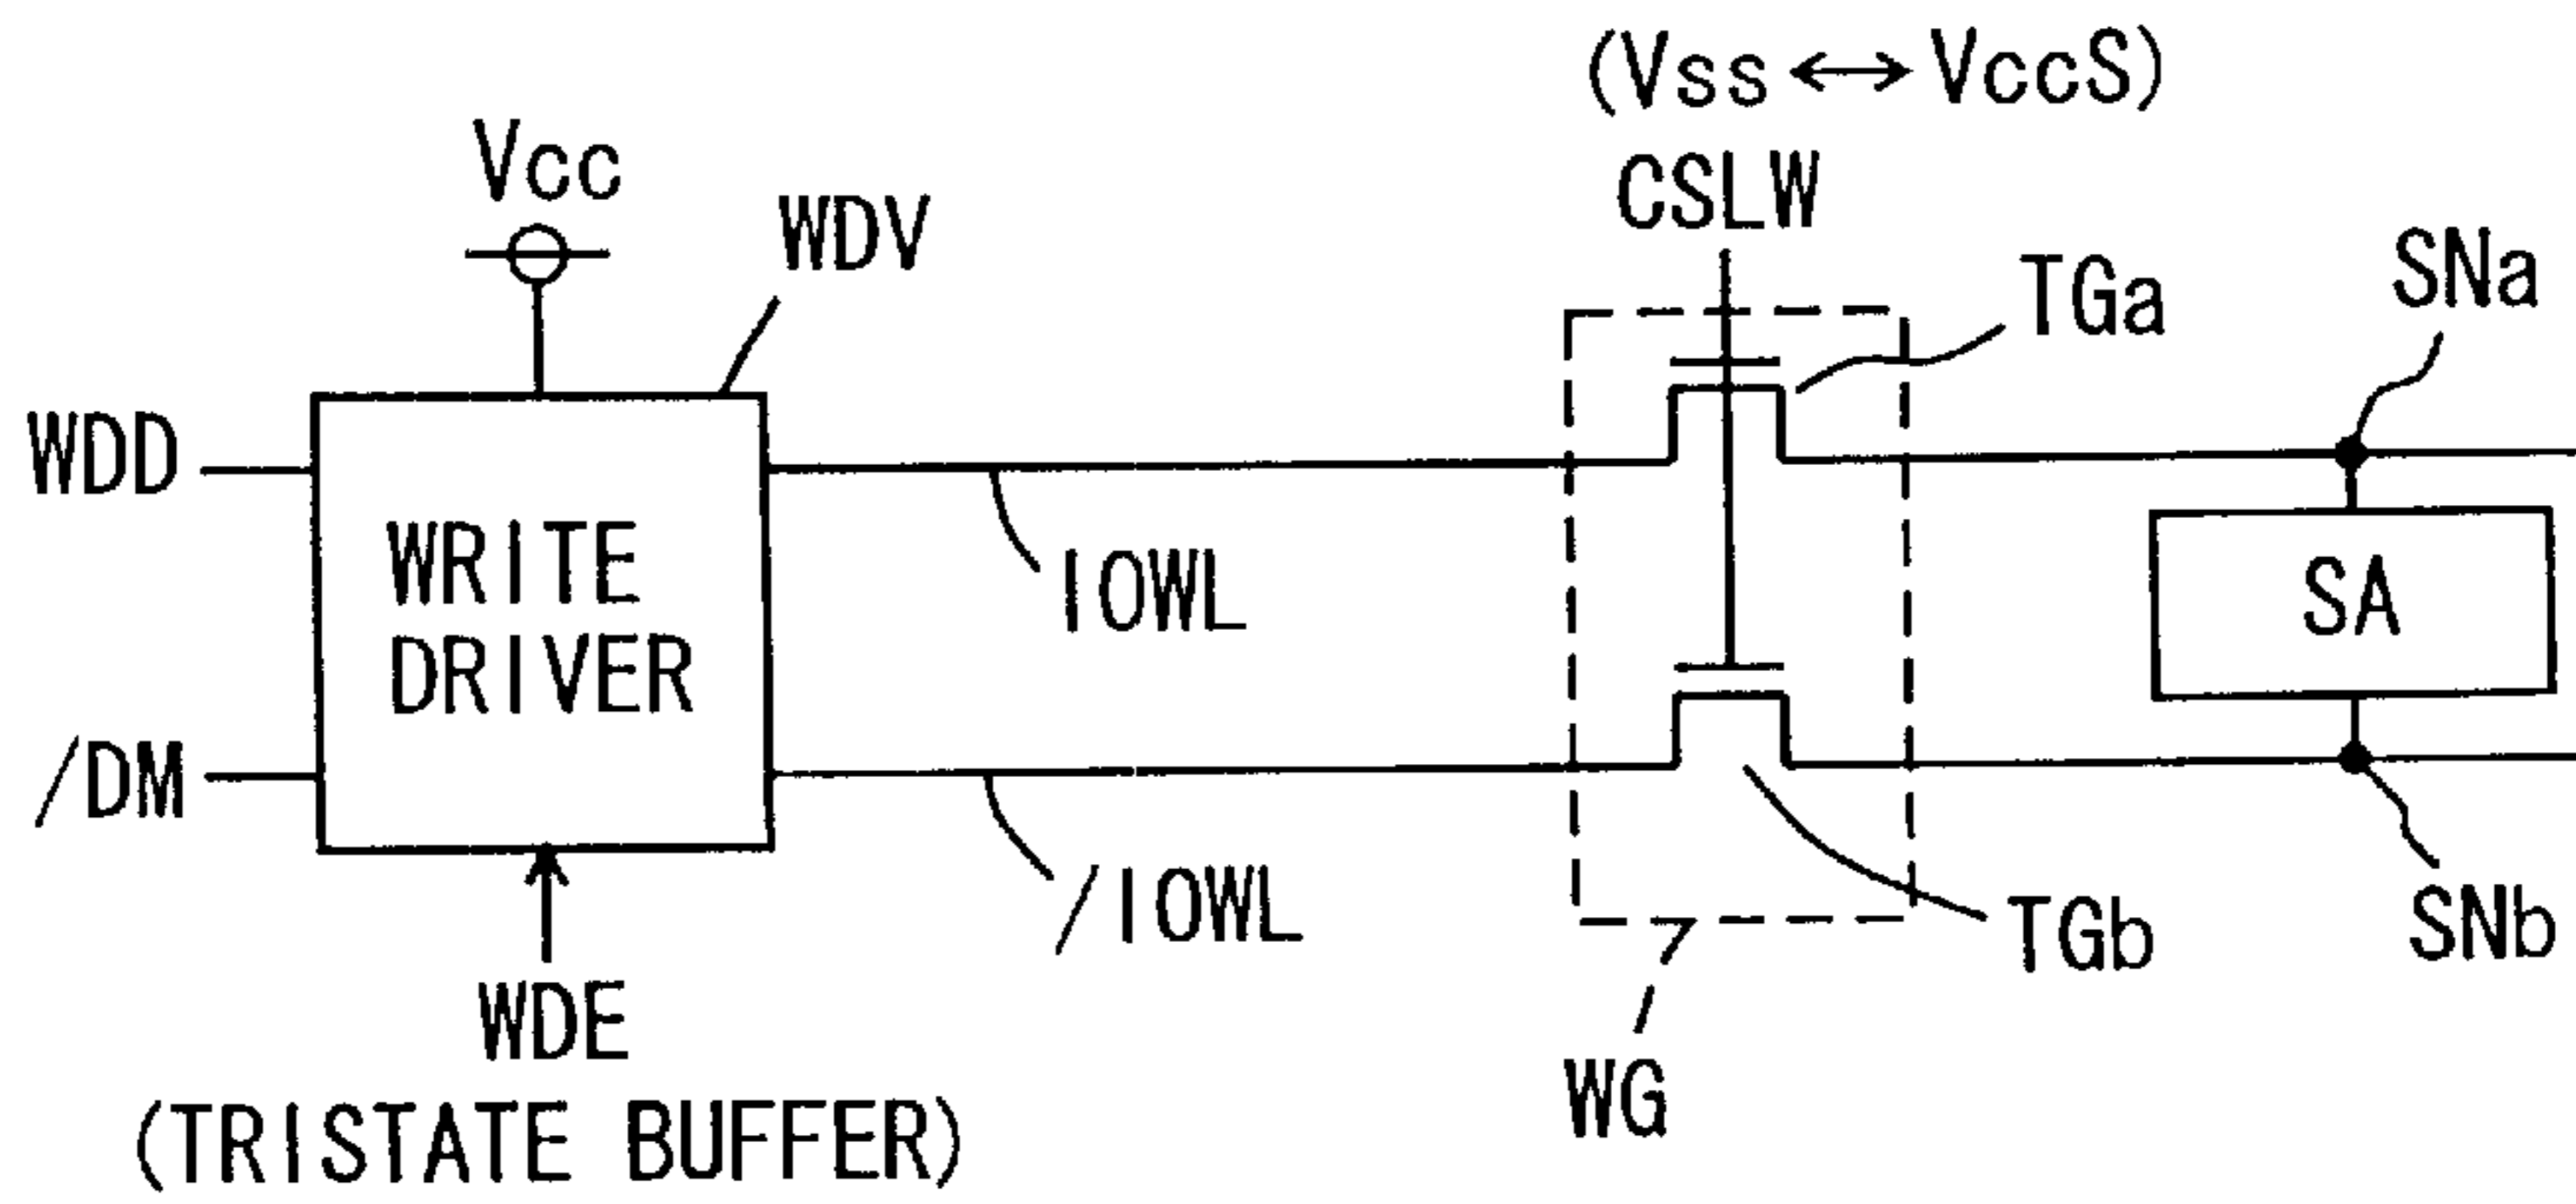 (Vss ↔ VccS)
Vcc
WDV
CSLW
TGa
SNa
WDD
WRITE
DRIVER
IOWL
SA
/DM
/IOWL
TGb
SNb
WDE
WG
(TRISTATE BUFFER)